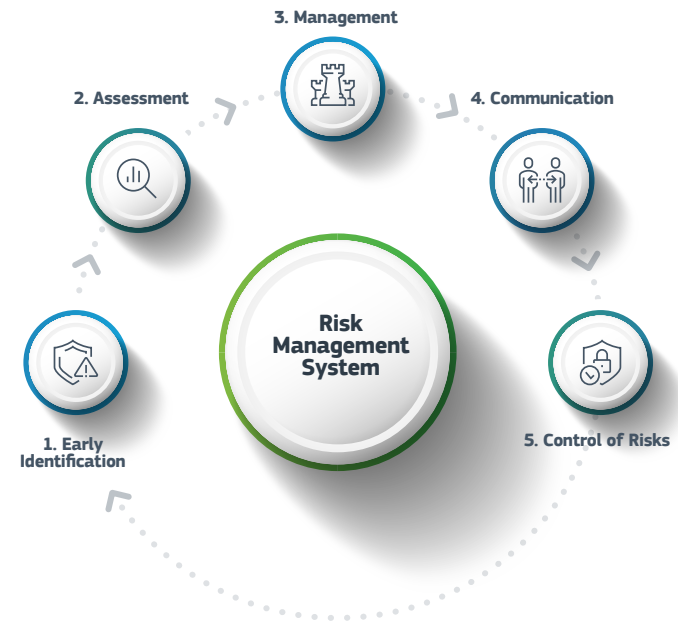 3. Management
2. Assessment
4. Communication
Risk
Management
System
1. Early
Identification
5. Control of Risks